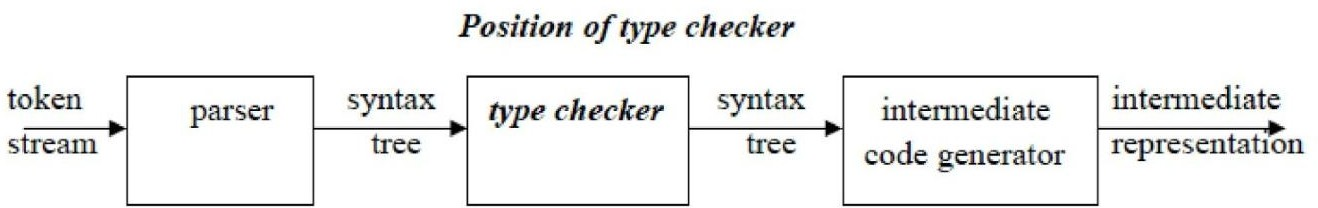 Position of type checker
token
stream
parser
syntax
tree
type checker
syntax
tree
intermediate
code generator
intermediate
representation